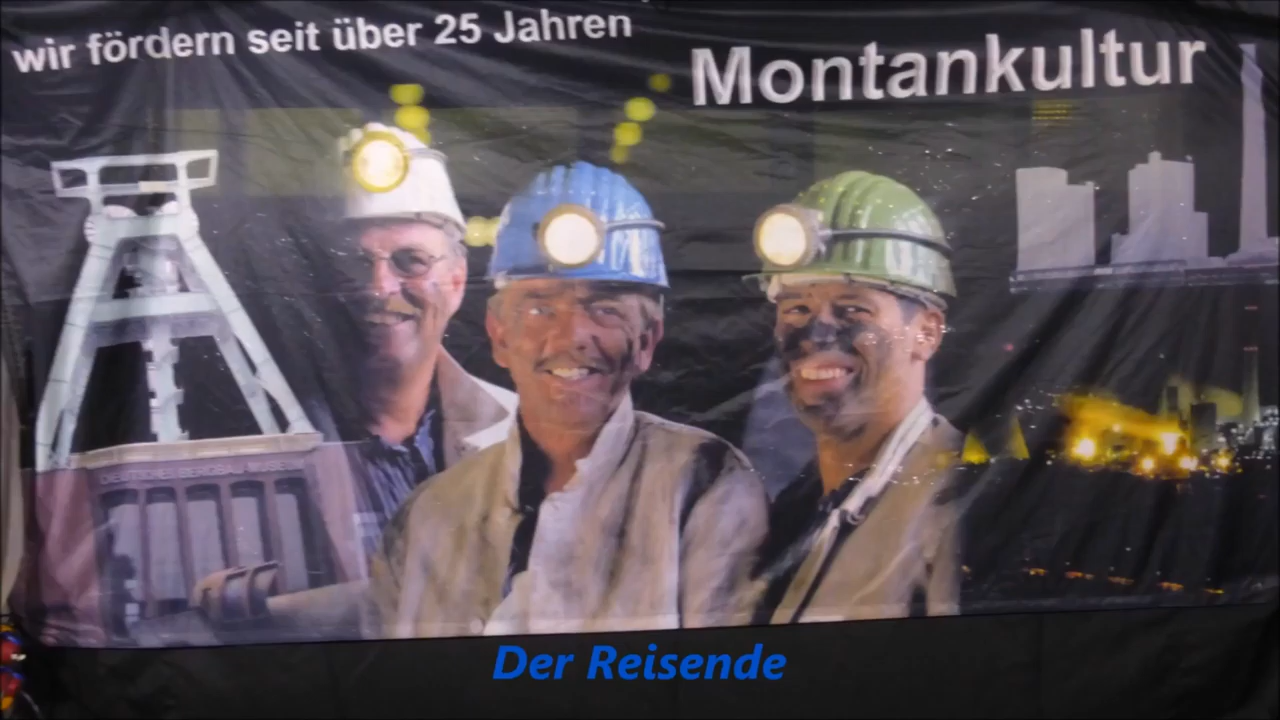 wir fördern seit über 25 Jahren
Montankultur
DEUTSCHES BERGBAU MUSEUM
Der Reisende